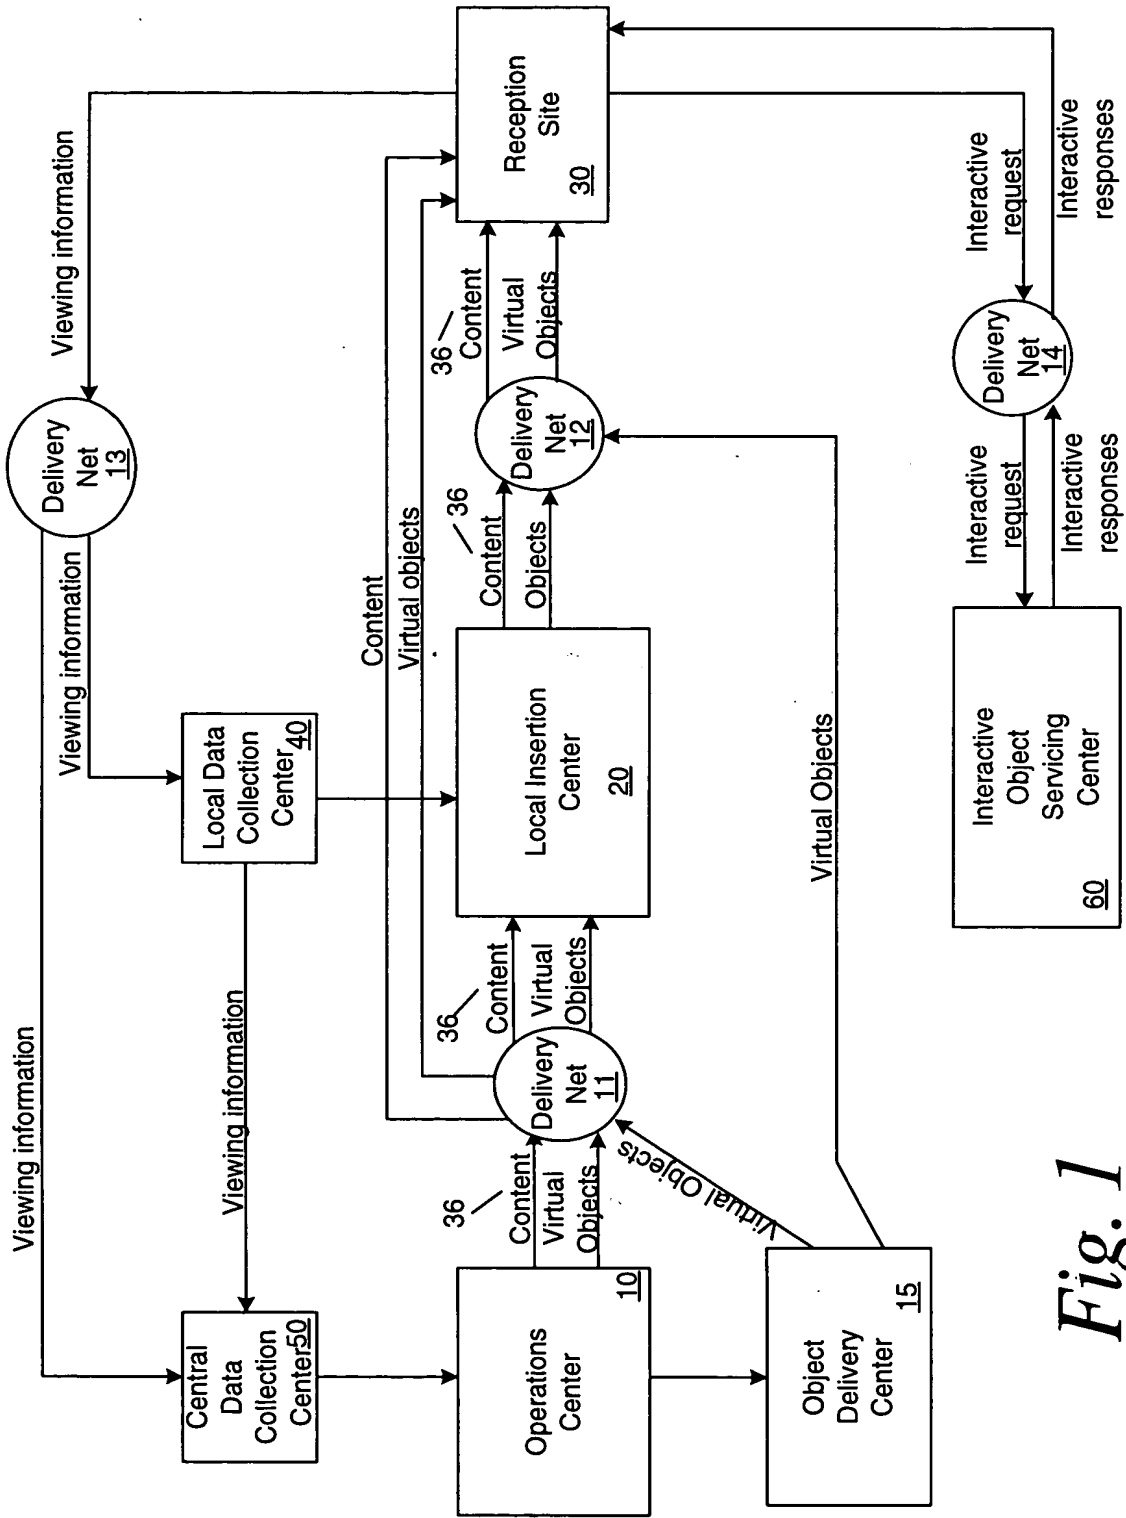 Viewing information
Delivery
Net
13
Viewing information
Viewing information
Central
Data
Collection
Center
50
Viewing information
Local Data
Collection
Center
40
Content
Virtual objects
Operations
Center
10
36
Content
Virtual
Objects
Delivery
Net
11
36
Content
Virtual
Objects
Local Insertion
Center
20
36
Content
Objects
Delivery
Net
12
36
Content
Virtual
Objects
Reception
Site
30
Object
Delivery
Center
15
Virtual Objects
Virtual Objects
Interactive
Object
Servicing
Center
60
Interactive
request
Interactive
responses
Delivery
Net
14
Interactive
request
Interactive
responses
Fig. 1